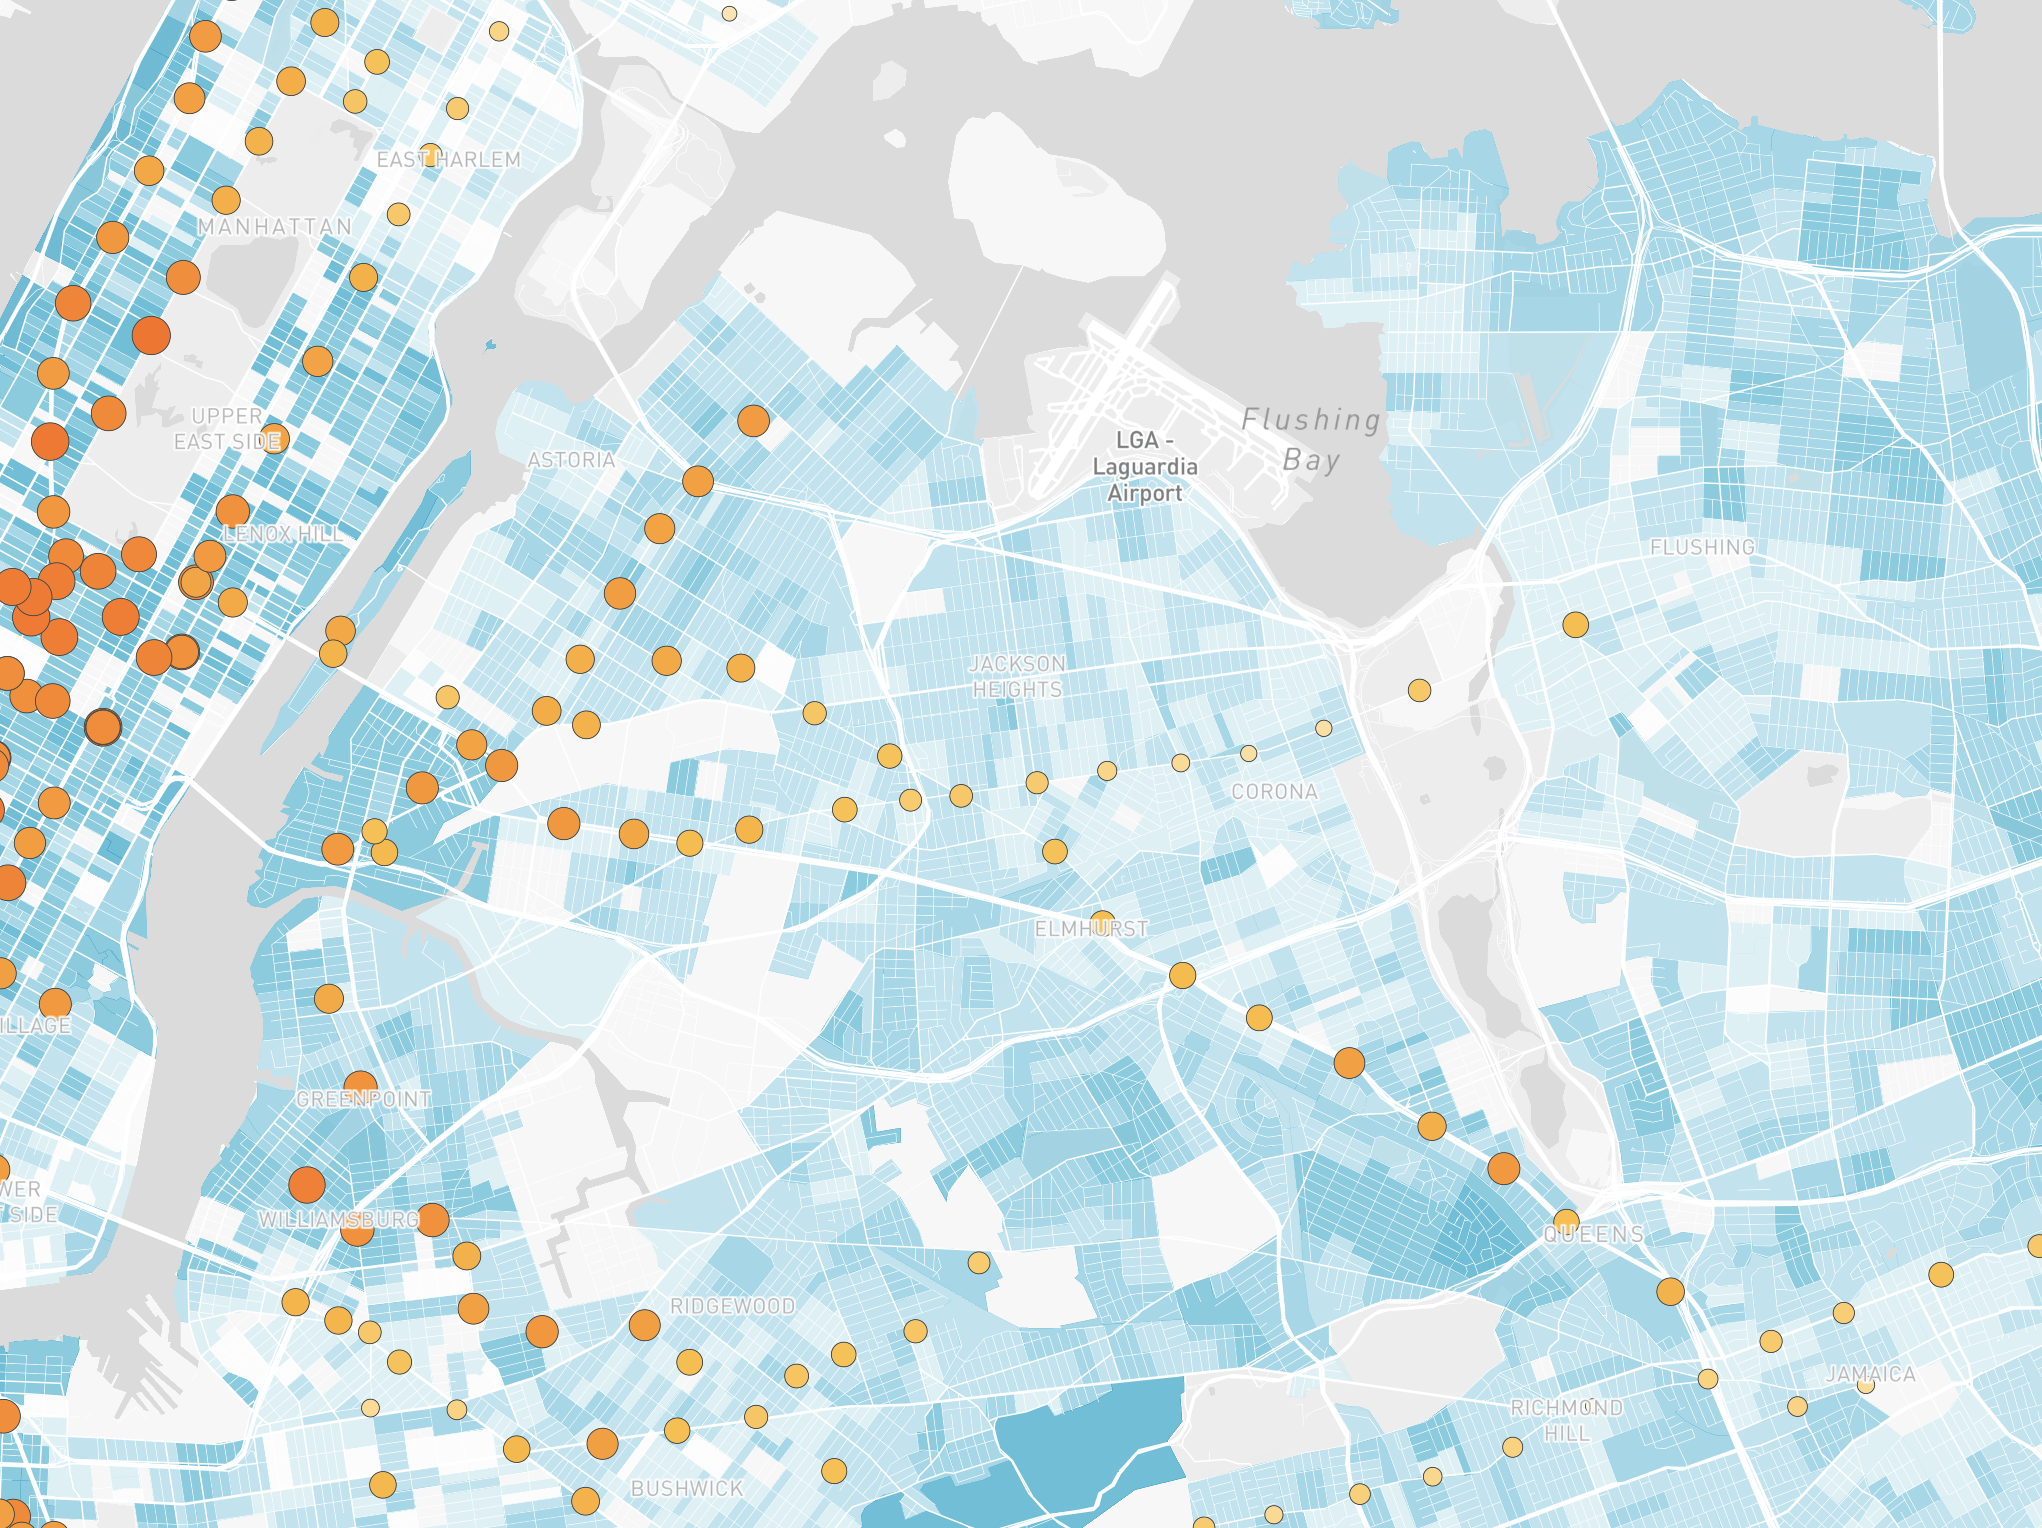 EAST HARLEM
MANHATTAN
UPPER
EAST SIDE
Flushing
Bay
LGA -
Laguardia
Airport
ASTORIA
LENOX HILL
FLUSHING
JACKSON
HEIGHTS
CORONA
ELMHURST
ILLAGE
GREENPOINT
WER
SIDE
WILLIAMSBURG
QUEENS
RIDGEWOOD
JAMAICA
RICHMOND
HILL
BUSHWICK